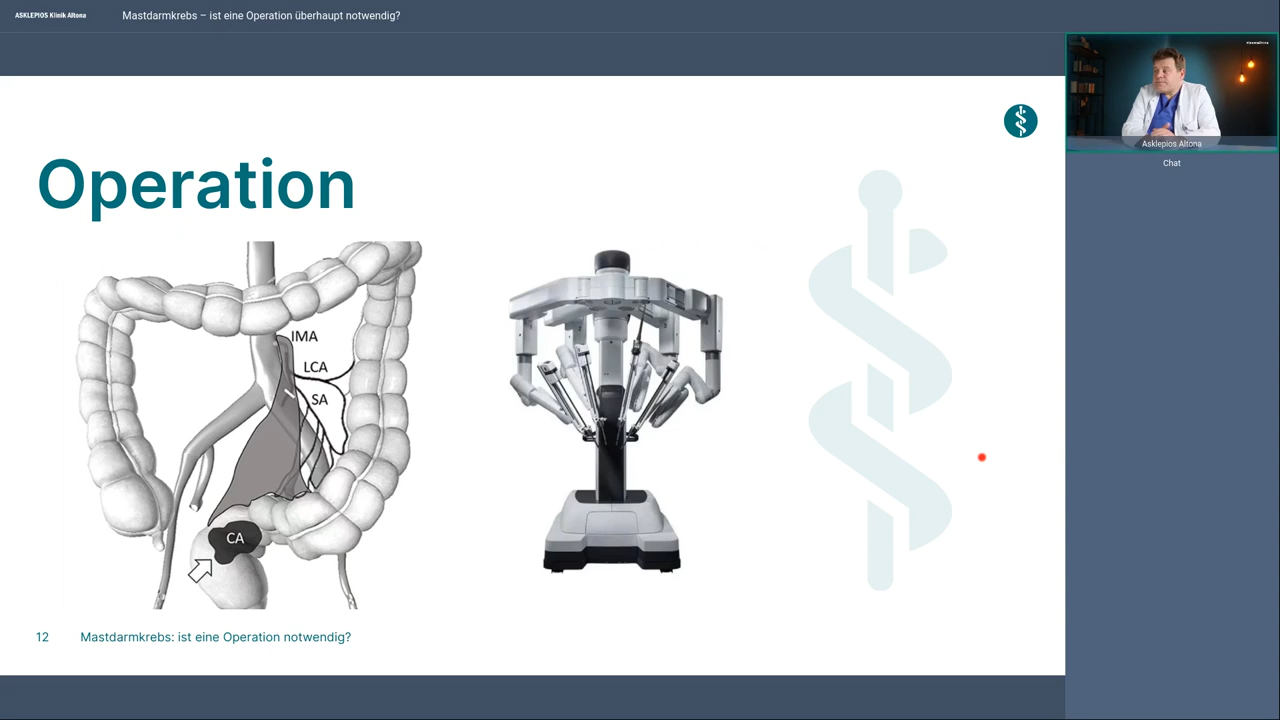 ASKLEPIOS Klinik Altona
Mastdarmkrebs – ist eine Operation überhaupt notwendig?
Asklepios Altona
Chat
Operation
IMA
LCA
SA
CA
12
Mastdarmkrebs: ist eine Operation notwendig?